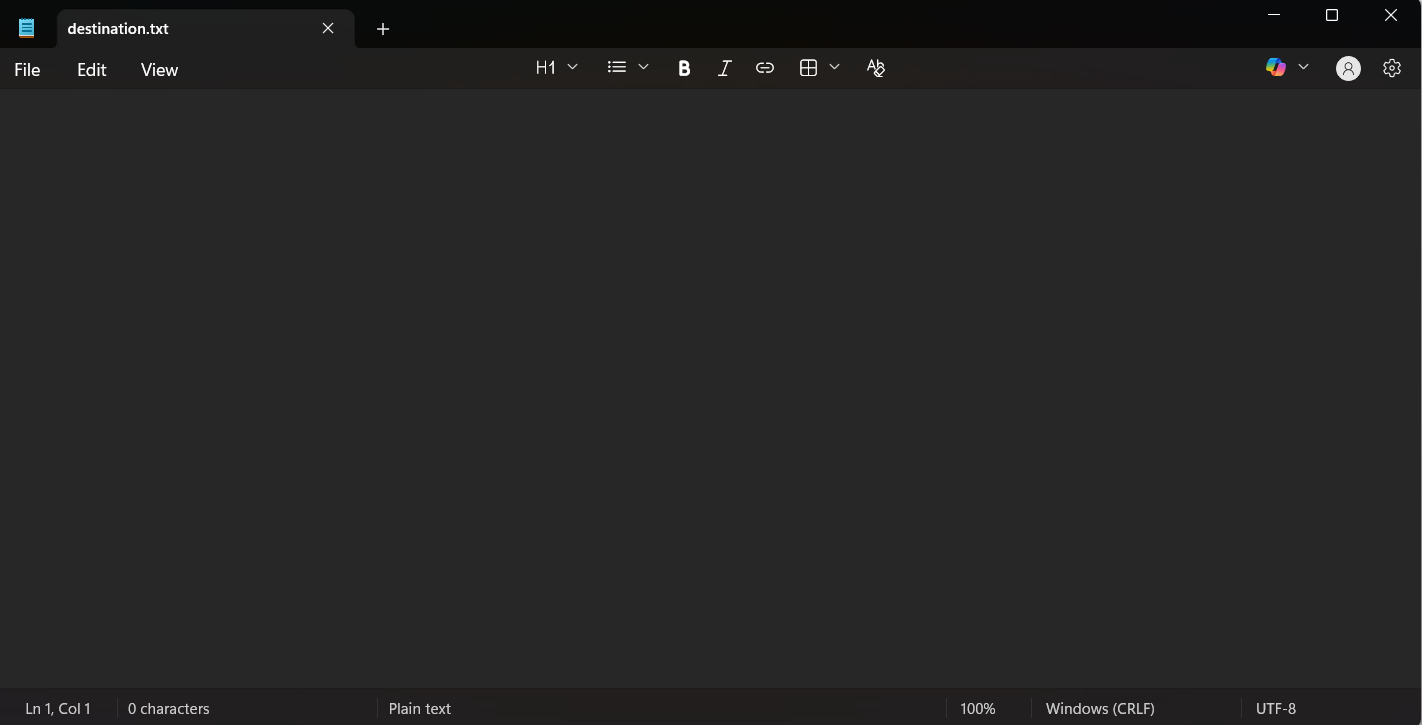 destination.txt
File Edit View H1 B I
Ln 1, Col 1 0 characters Plain text 100% Windows (CRLF) UTF-8